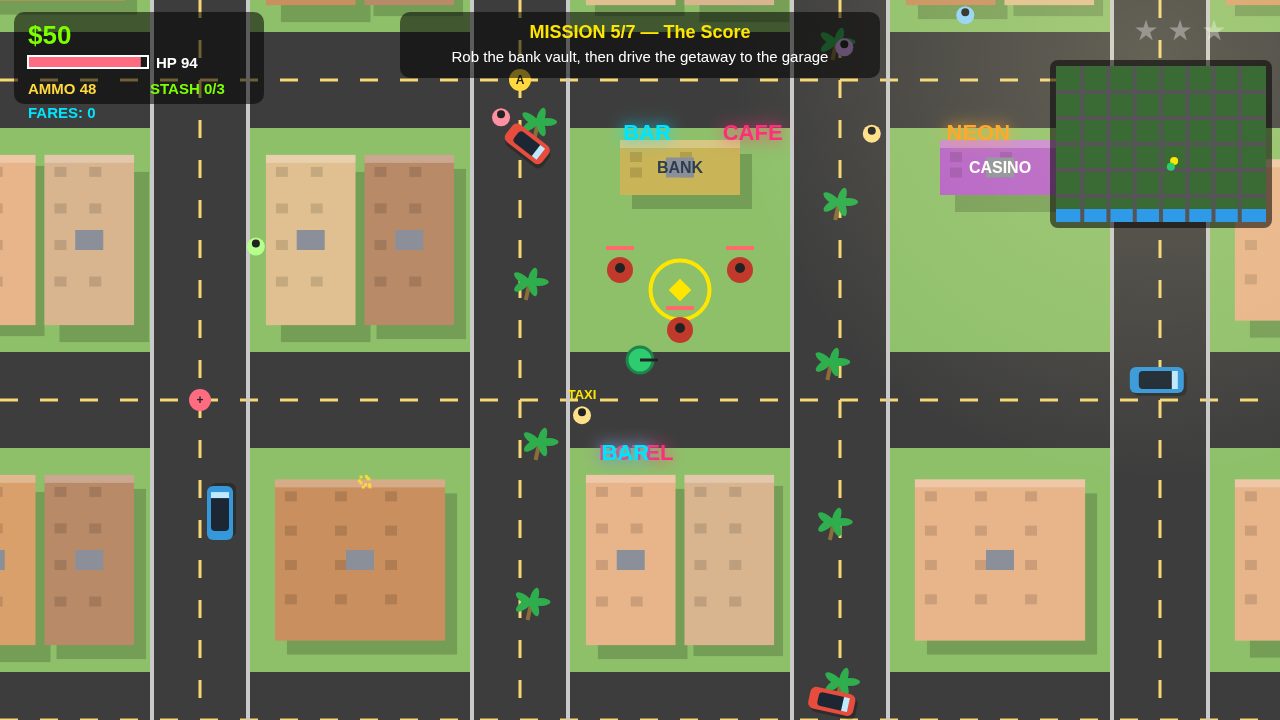 $50
HP 94
AMMO 48
STASH 0/3
FARES: 0
MISSION 5/7 — The Score
Rob the bank vault, then drive the getaway to the garage
A
BAR
CAFE
NEON
BANK
CASINO
+
TAXI
BAR